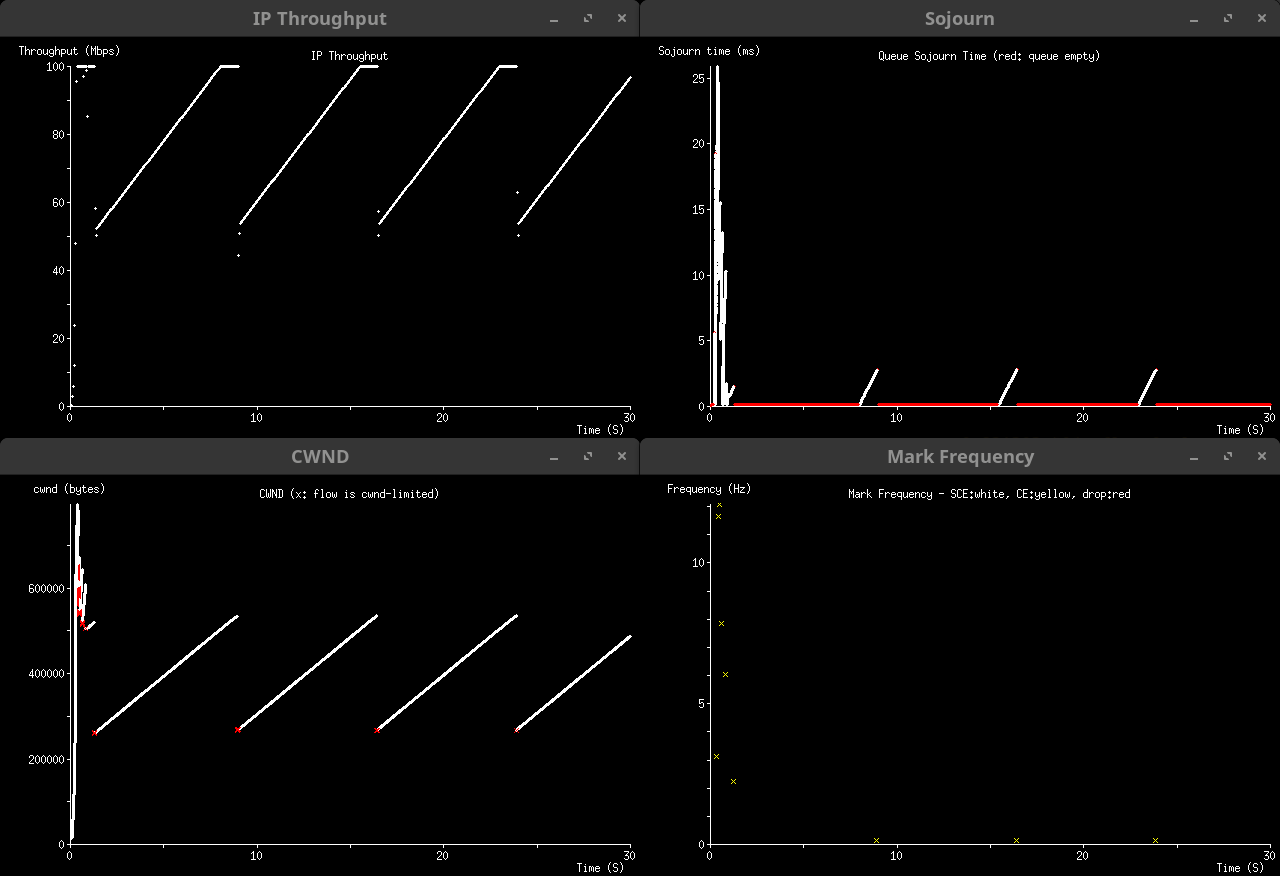 IP Throughput
Throughput (Mbps)
IP Throughput
100
80
60
40
20
0
0
10
20
30
Time (S)
Sojourn
Sojourn time (ms)
Queue Sojourn Time (red: queue empty)
25
20
15
10
5
0
0
10
20
30
Time (S)
CWND
cwnd (bytes)
CWND (x: flow is cwnd-limited)
600000
400000
200000
0
0
10
20
30
Time (S)
Mark Frequency
Frequency (Hz)
Mark Frequency - SCE:white, CE:yellow, drop:red
10
5
0
0
10
20
30
Time (S)